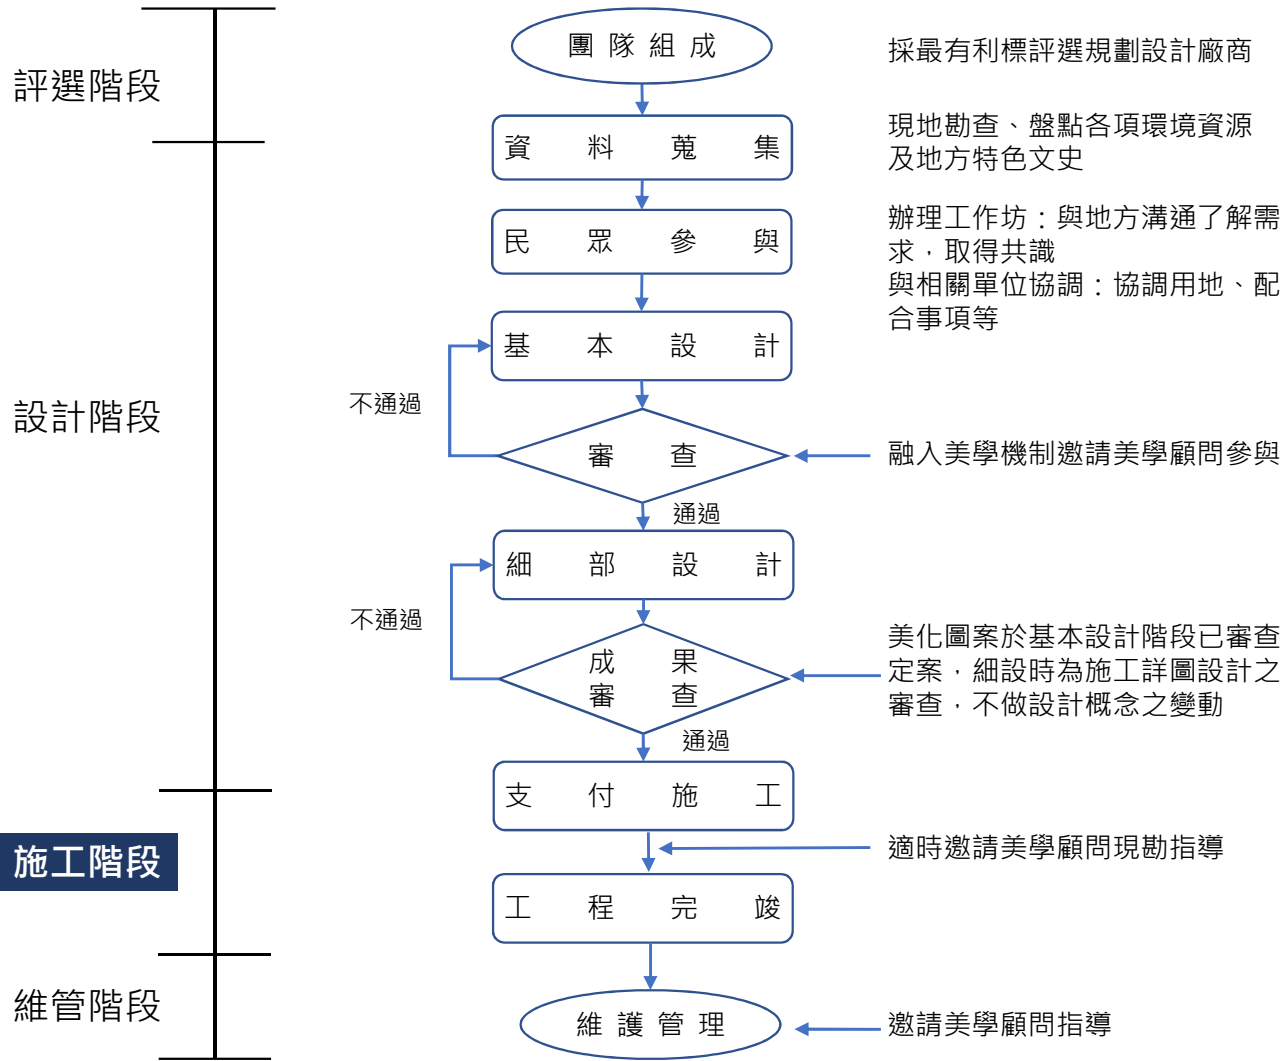 團隊組成
採最有利標評選規劃設計廠商
評選階段
資料蒐集
現地勘查、盤點各項環境資源
及地方特色文史
民眾參與
辦理工作坊：與地方溝通了解需
求，取得共識
與相關單位協調：協調用地、配
合事項等
基本設計
不通過
設計階段
審查
融入美學機制邀請美學顧問參與
通過
細部設計
不通過
成果
審查
美化圖案於基本設計階段已審查
定案，細設時為施工詳圖設計之
審查，不做設計概念之變動
通過
支付施工
施工階段
適時邀請美學顧問現勘指導
工程完竣
維管階段
維護管理
邀請美學顧問指導